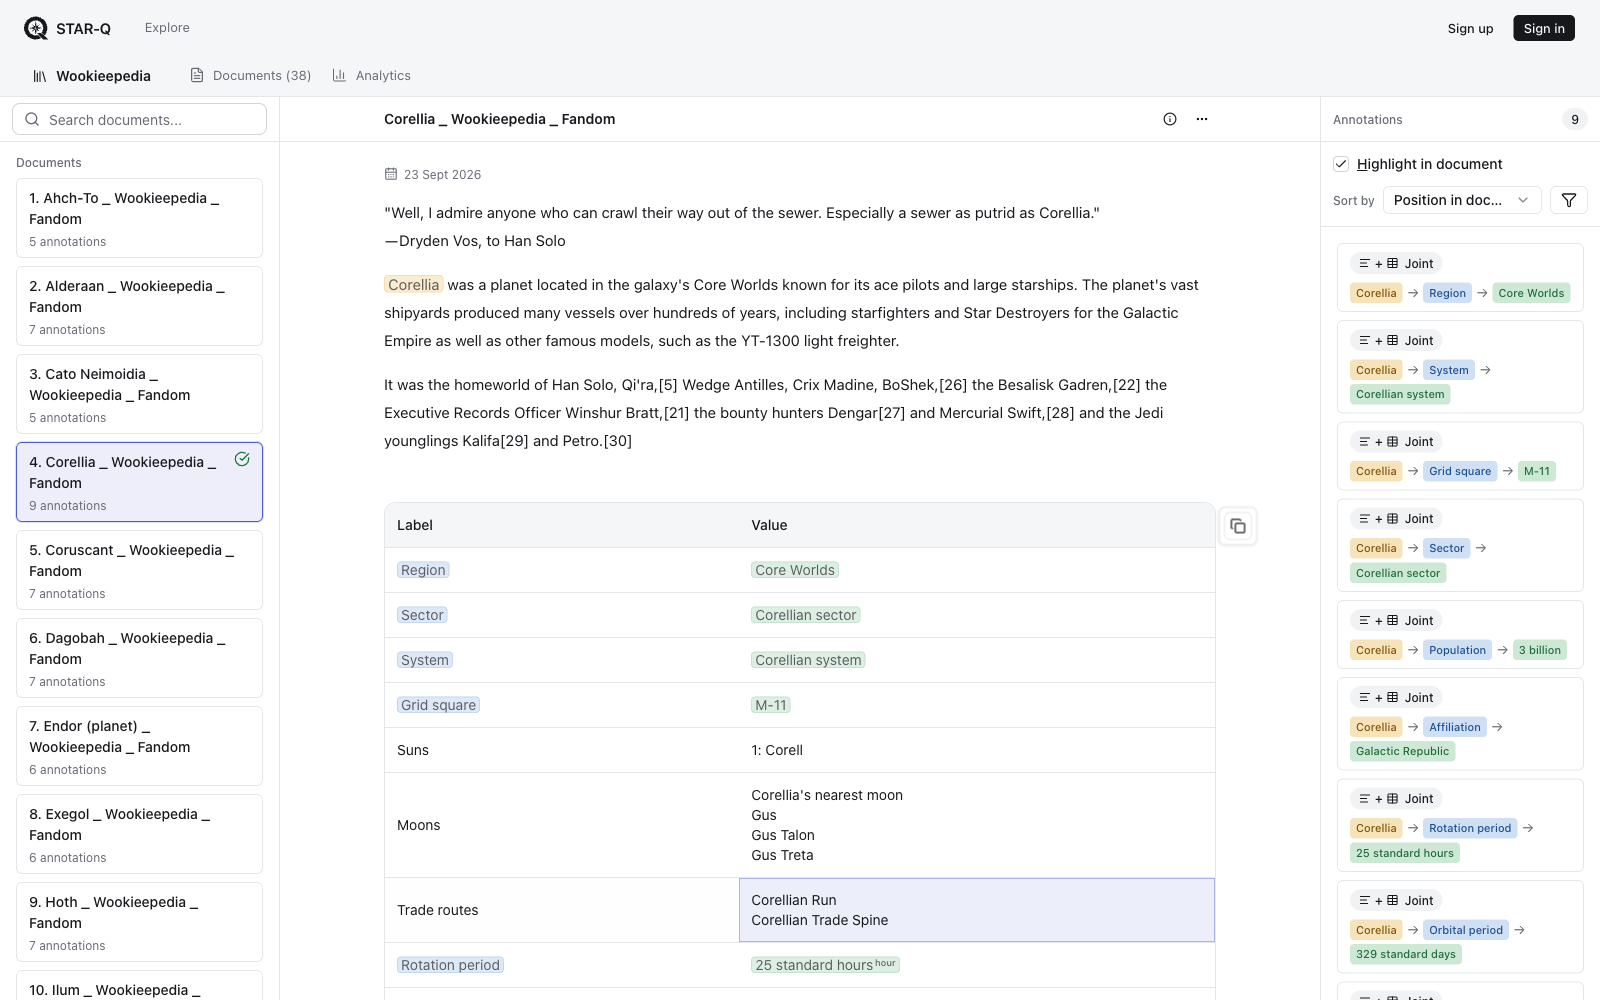 STAR-Q
Explore
Sign up
Sign in
Wookieepedia
Documents (38)
Analytics
Search documents...
Documents
1. Ahch-To _ Wookieepedia _
Fandom
5 annotations
2. Alderaan _ Wookieepedia _
Fandom
7 annotations
3. Cato Neimoidia _
Wookieepedia _ Fandom
5 annotations
4. Corellia _ Wookieepedia _
Fandom
9 annotations
5. Coruscant _ Wookieepedia _
Fandom
7 annotations
6. Dagobah _ Wookieepedia _
Fandom
7 annotations
7. Endor (planet) _
Wookieepedia _ Fandom
6 annotations
8. Exegol _ Wookieepedia _
Fandom
6 annotations
9. Hoth _ Wookieepedia _
Fandom
7 annotations
10. Ilum _ Wookieepedia _
Corellia _ Wookieepedia _ Fandom
23 Sept 2026
"Well, I admire anyone who can crawl their way out of the sewer. Especially a sewer as putrid as Corellia."
—Dryden Vos, to Han Solo
Corellia was a planet located in the galaxy's Core Worlds known for its ace pilots and large starships. The planet's vast
shipyards produced many vessels over hundreds of years, including starfighters and Star Destroyers for the Galactic
Empire as well as other famous models, such as the YT-1300 light freighter.
It was the homeworld of Han Solo, Qi'ra,[5] Wedge Antilles, Crix Madine, BoShek,[26] the Besalisk Gadren,[22] the
Executive Records Officer Winshur Bratt,[21] the bounty hunters Dengar[27] and Mercurial Swift,[28] and the Jedi
younglings Kalifa[29] and Petro.[30]
Label Value
Region Core Worlds
Sector Corellian sector
System Corellian system
Grid square M-11
Suns 1: Corell
Moons
Corellia's nearest moon
Gus
Gus Talon
Gus Treta
Trade routes
Corellian Run
Corellian Trade Spine
Rotation period 25 standard hours hour
Annotations
9
Highlight in document
Sort by Position in doc...
+ Joint
Corellia → Region → Core Worlds
+ Joint
Corellia → System →
Corellian system
+ Joint
Corellia → Grid square → M-11
+ Joint
Corellia → Sector →
Corellian sector
+ Joint
Corellia → Population → 3 billion
+ Joint
Corellia → Affiliation →
Galactic Republic
+ Joint
Corellia → Rotation period →
25 standard hours
+ Joint
Corellia → Orbital period →
329 standard days
+ Joint